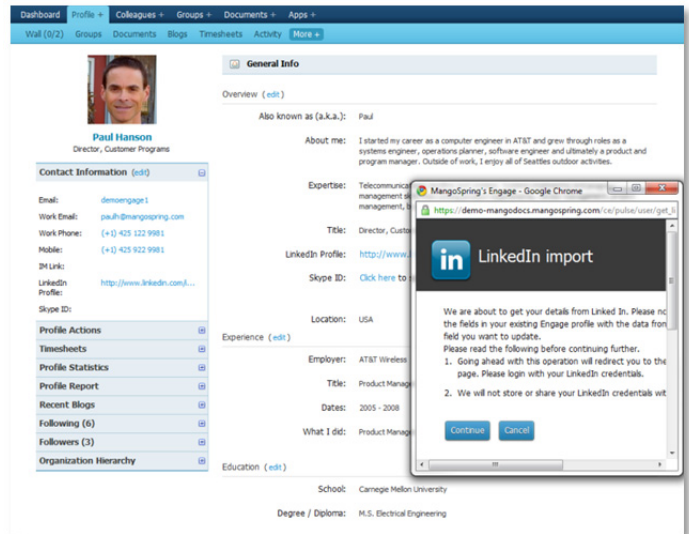 Dashboard Profile + Colleagues + Groups + Documents + Apps +
Wall (0/2) Groups Documents Blogs Timesheets Activity More +
General Info
Overview (edit)
Also known as (a.k.a.): Paul
About me: I started my career as a computer engineer in AT&T and grew through roles as a
systems engineer, operations planner, software engineer and ultimately a product and
program manager. Outside of work, I enjoy all of Seattles outdoor activities.
Expertise: Telecommunicat
management sk
management, b
Title: Director, Custom
LinkedIn Profile: http://www.l
Skype ID: Click here to
Location: USA
Experience (edit)
Employer: AT&T Wireless
Title: Product Manag
Dates: 2005 - 2008
What I did: Product Manag
Education (edit)
School: Carnegie Mellon University
Degree / Diploma: M.S. Electrical Engineering
Paul Hanson
Director, Customer Programs
Contact Information (edit)
Email: demoengage1
Work Email: paulh@mangospring.com
Work Phone: (+1) 425 122 9981
Mobile: (+1) 425 922 9981
IM Link:
LinkedIn
Profile: http://www.linkedin.com/l...
Skype ID:
Profile Actions
Timesheets
Profile Statistics
Profile Report
Recent Blogs
Following (6)
Followers (3)
Organization Hierarchy
MangoSpring's Engage - Google Chrome
https://demo-mangodocs.mangospring.com/ce/pulse/user/get_li
in LinkedIn import
We are about to get your details from Linked In. Please no
the fields in your existing Engage profile with the data from
field you want to update.
Please read the following before continuing further.
1. Going ahead with this operation will redirect you to the
page. Please login with your LinkedIn credentials.
2. We will not store or share your LinkedIn credentials wit
Continue Cancel